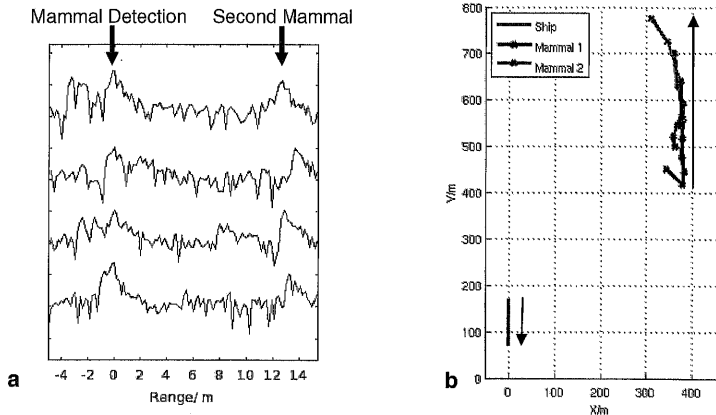 Mammal Detection Second Mammal
a
-4 -2 0 2 4 6 8 10 12 14
Range/ m
Ship
Mammal 1
Mammal 2
800
700
600
500
400
800
200
100
0
Y/m
b
0 100 200 300 400
X/m